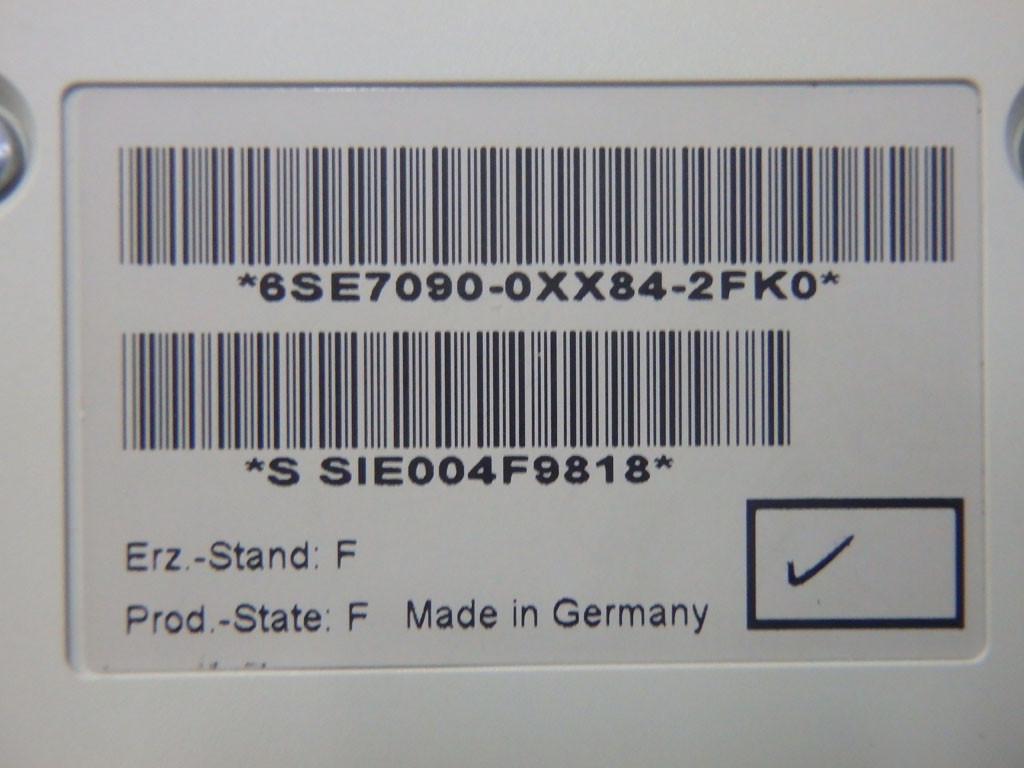 *6SE7090-0XX84-2FK0*
*S SIE004F9818*
Erz.-Stand: F
Prod.-State: F Made in Germany